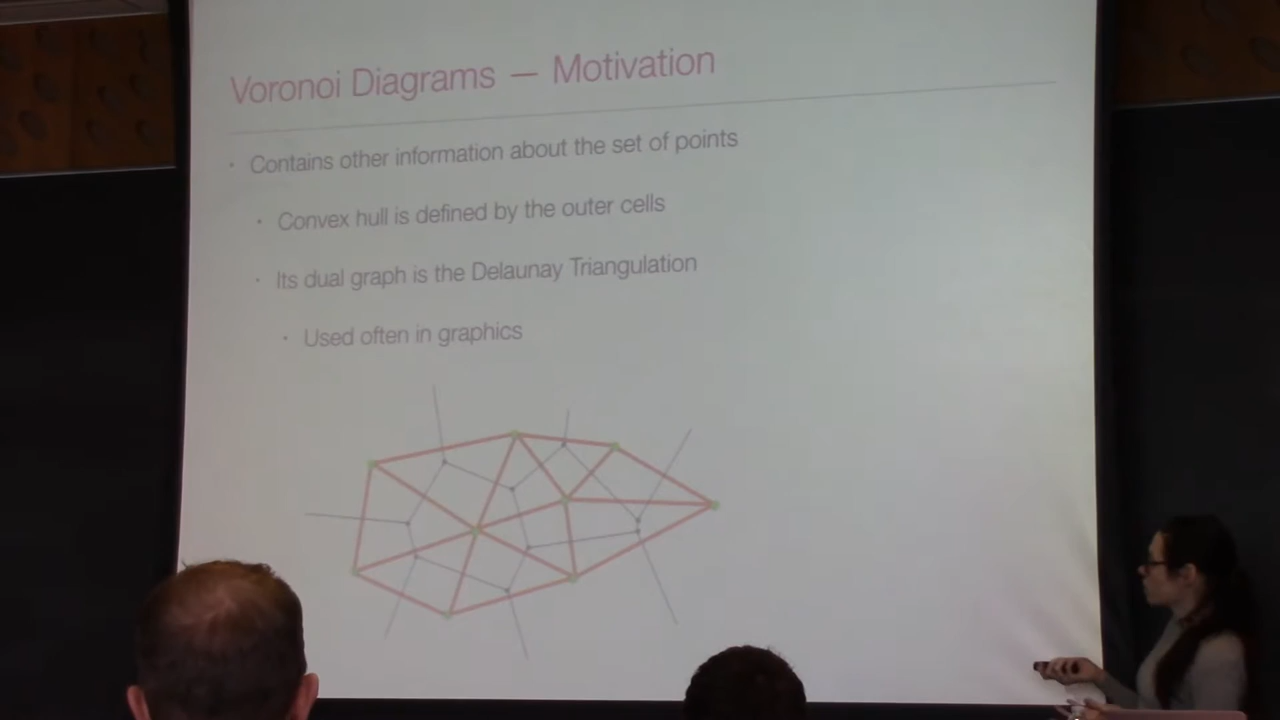 Voronoi Diagrams — Motivation
• Contains other information about the set of points
• Convex hull is defined by the outer cells
• Its dual graph is the Delaunay Triangulation
• Used often in graphics